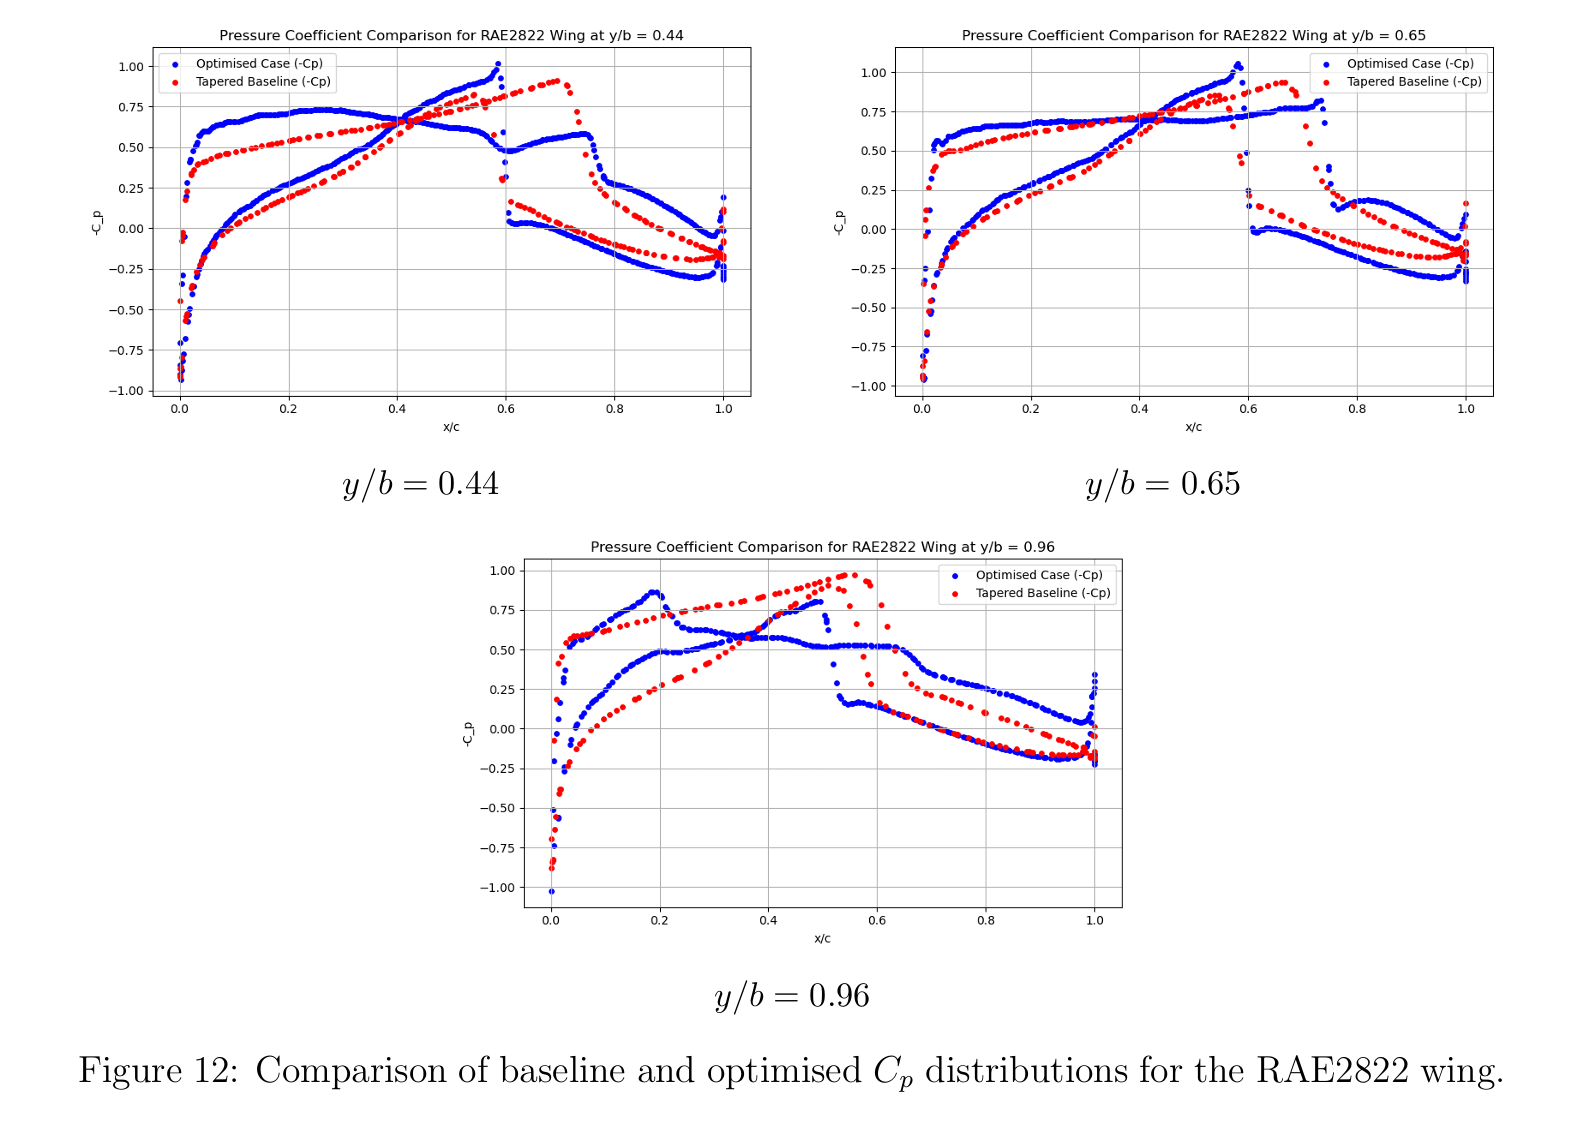 Pressure Coefficient Comparison for RAE2822 Wing at y/b = 0.44
Optimised Case (-Cp)
Tapered Baseline (-Cp)
1.00
0.75
0.50
0.25
0.00
−0.25
−0.50
−0.75
−1.00
-C_p
0.0 0.2 0.4 0.6 0.8 1.0
x/c
y/b = 0.44
Pressure Coefficient Comparison for RAE2822 Wing at y/b = 0.65
Optimised Case (-Cp)
Tapered Baseline (-Cp)
1.00
0.75
0.50
0.25
0.00
−0.25
−0.50
−0.75
−1.00
-C_p
0.0 0.2 0.4 0.6 0.8 1.0
x/c
y/b = 0.65
Pressure Coefficient Comparison for RAE2822 Wing at y/b = 0.96
Optimised Case (-Cp)
Tapered Baseline (-Cp)
1.00
0.75
0.50
0.25
0.00
−0.25
−0.50
−0.75
−1.00
-C_p
0.0 0.2 0.4 0.6 0.8 1.0
x/c
y/b = 0.96
Figure 12: Comparison of baseline and optimised C_p distributions for the RAE2822 wing.